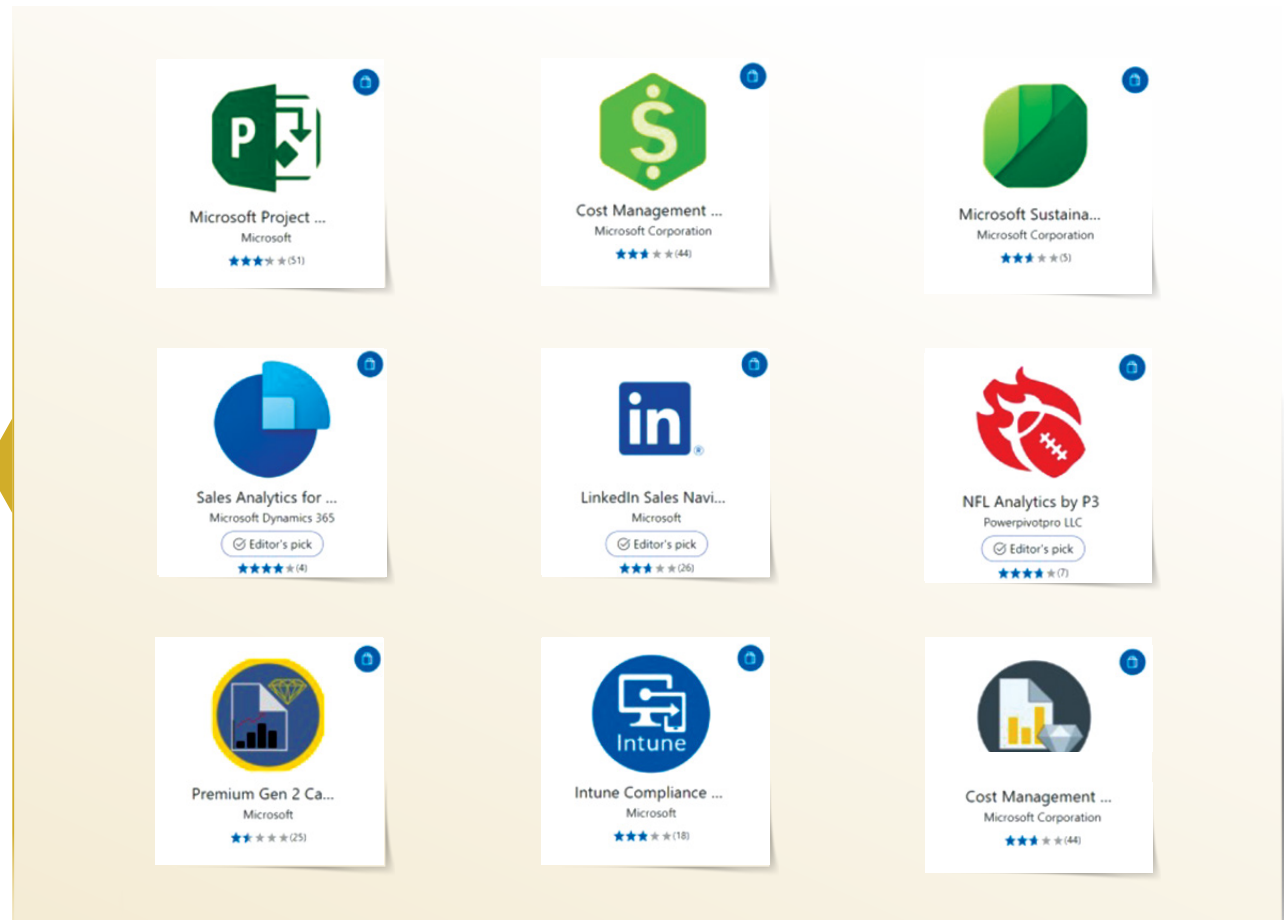 P
$
Microsoft Project ...
Microsoft
(51)
Cost Management ...
Microsoft Corporation
(44)
Microsoft Sustaina...
Microsoft Corporation
(5)
Sales Analytics for ...
Microsoft Dynamics 365
Editor's pick
(4)
in
®
LinkedIn Sales Navi...
Microsoft
Editor's pick
(26)
NFL Analytics by P3
Powerpivotpro LLC
Editor's pick
(7)
Premium Gen 2 Ca...
Microsoft
(25)
Intune
Intune Compliance ...
Microsoft
(18)
Cost Management ...
Microsoft Corporation
(44)